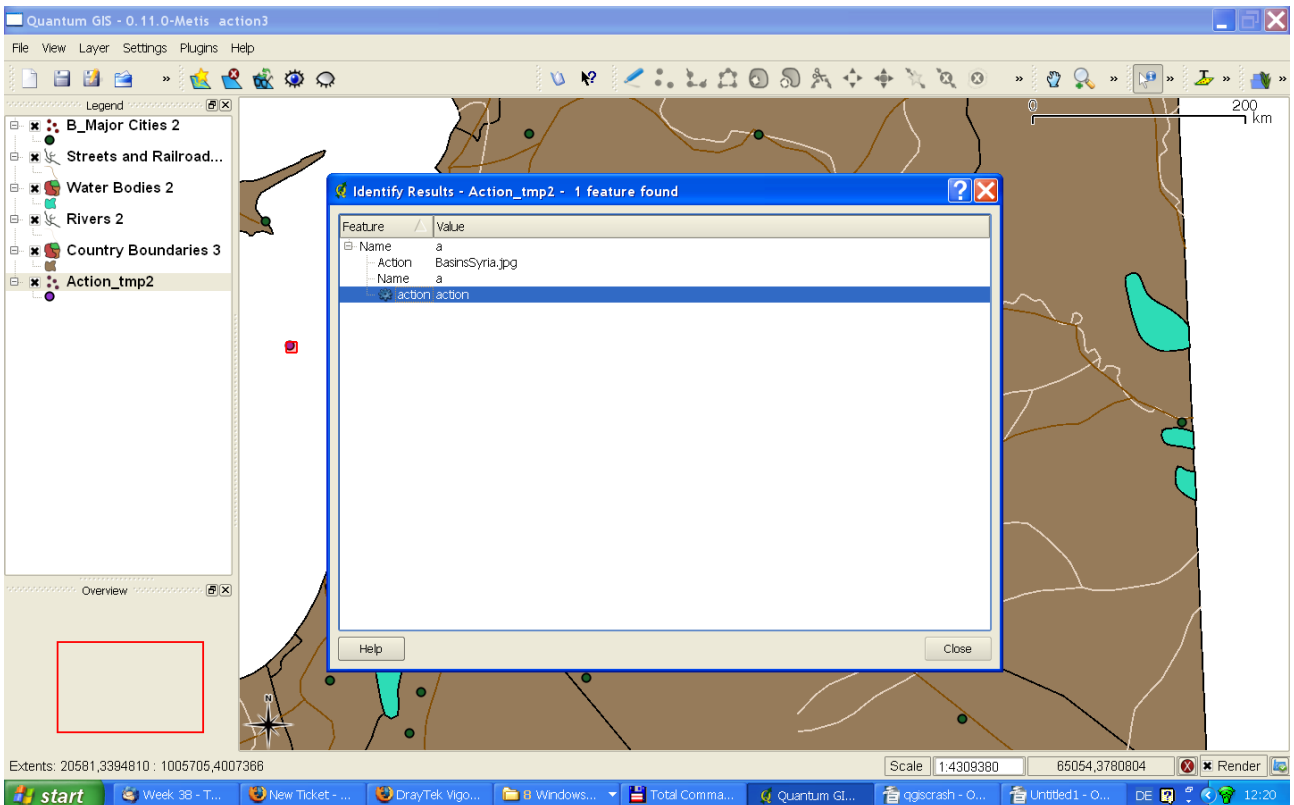 Quantum GIS - 0.11.0-Metis action3
File View Layer Settings Plugins Help
Legend
B_Major Cities 2
Streets and Railroad...
Water Bodies 2
Rivers 2
Country Boundaries 3
Action_tmp2
0 200
km
Identify Results - Action_tmp2 - 1 feature found
Feature Value
Name a
Action BasinsSyria.jpg
Name a
action action
Help Close
Overview
N
Extents: 20581,3394810 : 1005705,4007366 Scale 1:4309380 65054,3780804 Render
start Week 38 - T... New Ticket - ... DrayTek Vigo... 8 Windows... Total Comma... Quantum GI... qgiscrash - O... Untitled1 - O... DE 12:20